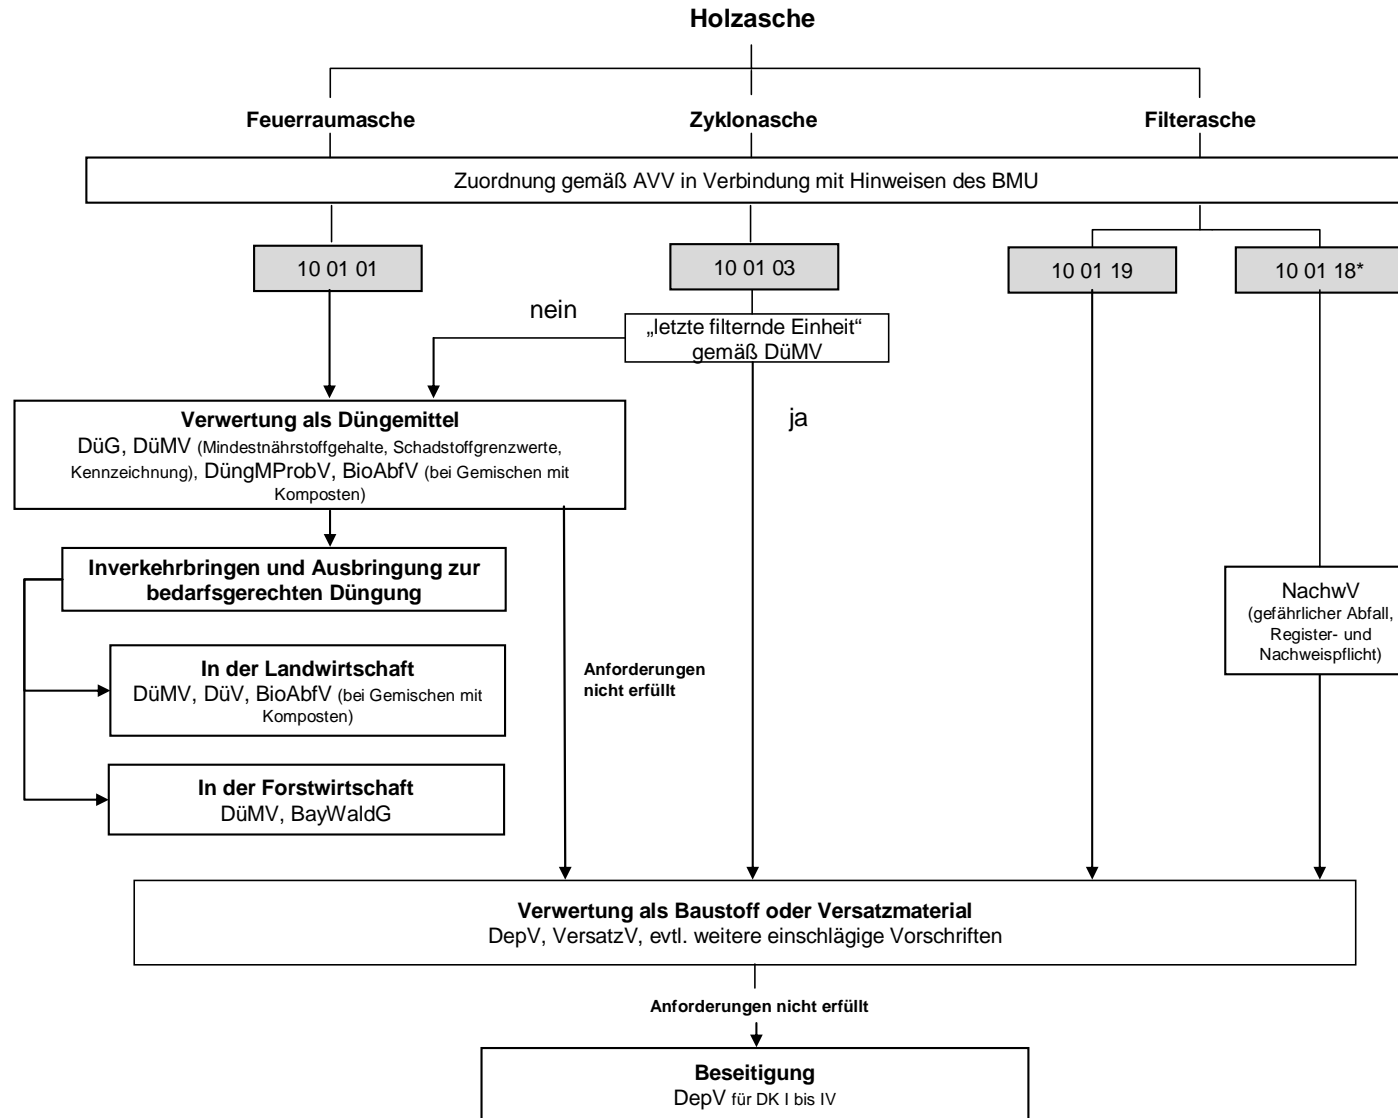 Holzasche
Feuerraumasche
Zyklonasche
Filterasche
Zuordnung gemäß AVV in Verbindung mit Hinweisen des BMU
10 01 01
10 01 03
10 01 19
10 01 18*
nein
„letzte filternde Einheit“
gemäß DüMV
ja
Verwertung als Düngemittel
DüG, DüMV (Mindestnährstoffgehalte, Schadstoffgrenzwerte,
Kennzeichnung), DüngMProbV, BioAbfV (bei Gemischen mit
Komposten)
Inverkehrbringen und Ausbringung zur
bedarfsgerechten Düngung
NachwV
(gefährlicher Abfall,
Register- und
Nachweispflicht)
In der Landwirtschaft
DüMV, DüV, BioAbfV (bei Gemischen mit
Komposten)
Anforderungen
nicht erfüllt
In der Forstwirtschaft
DüMV, BayWaldG
Verwertung als Baustoff oder Versatzmaterial
DepV, VersatzV, evtl. weitere einschlägige Vorschriften
Anforderungen nicht erfüllt
Beseitigung
DepV für DK I bis IV